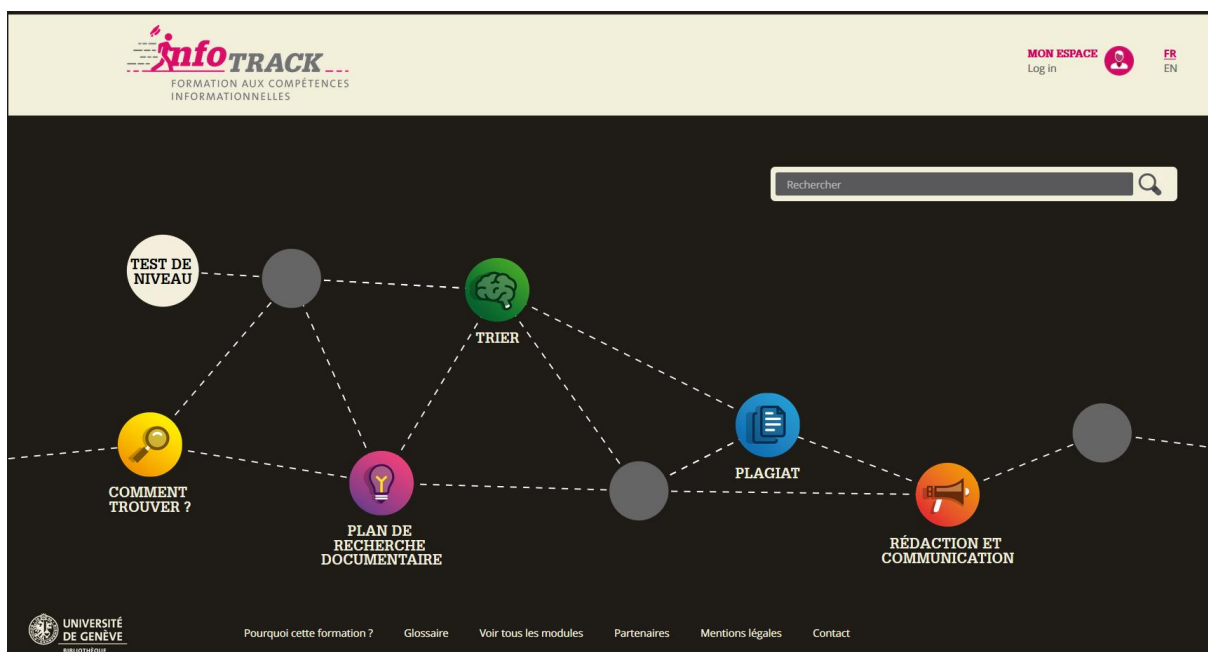 infoTRACK
FORMATION AUX COMPÉTENCES
INFORMATIONNELLES
MON ESPACE
Log in
FR
EN
Rechercher
TEST DE
NIVEAU
TRIER
COMMENT
TROUVER ?
PLAN DE
RECHERCHE
DOCUMENTAIRE
PLAGIAT
RÉDACTION ET
COMMUNICATION
UNIVERSITÉ
DE GENÈVE
BIBLIOTHÈQUE
Pourquoi cette formation ?
Glossaire
Voir tous les modules
Partenaires
Mentions légales
Contact